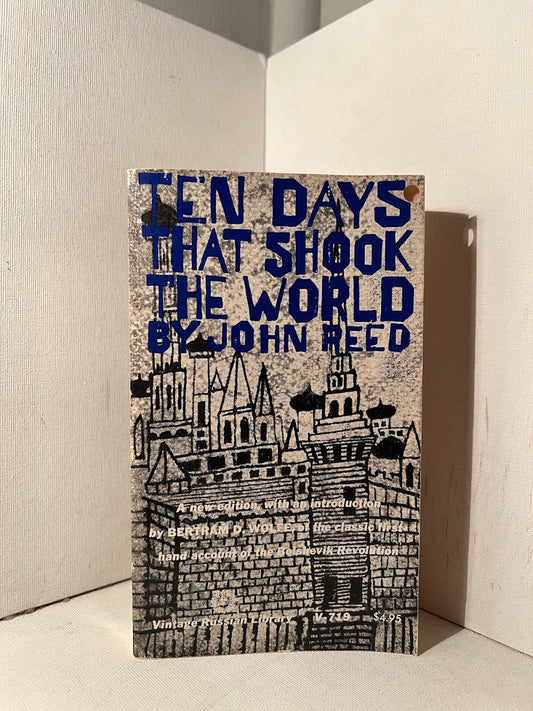 TEN DAYS
THAT SHOOK
THE WORLD
BY JOHN REED
A new edition, with an introduction
by BERTRAM D. WOLFE, of the classic first-
hand account of the Bolshevik Revolution
Vintage Russian Library V-719 $4.95